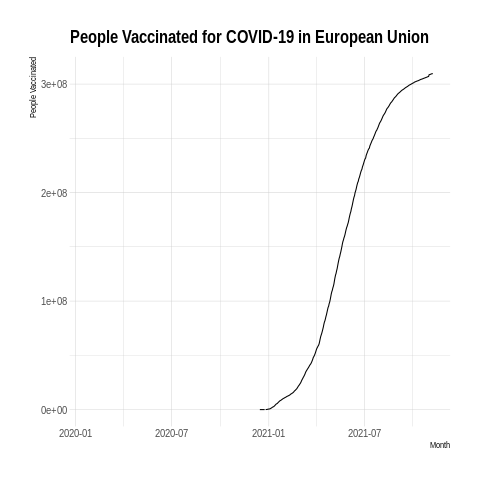 People Vaccinated for COVID-19 in European Union
People Vaccinated
3e+08
2e+08
1e+08
0e+00
2020-01 2020-07 2021-01 2021-07
Month